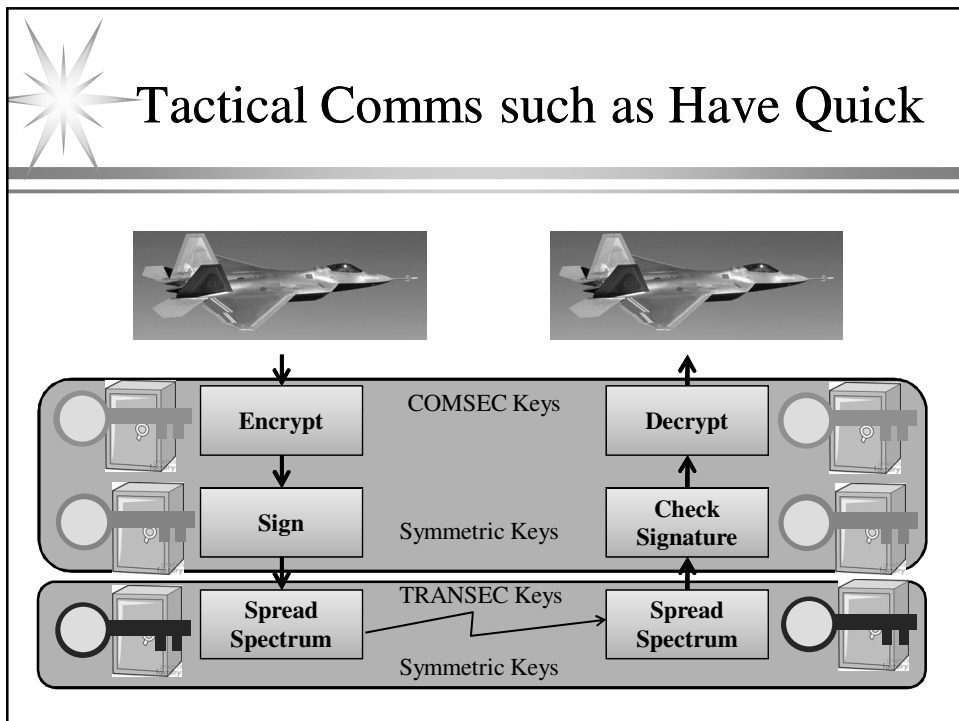 Tactical Comms such as Have Quick
Encrypt
COMSEC Keys
Decrypt
Sign
Symmetric Keys
Check
Signature
TRANSEC Keys
Spread
Spectrum
Spread
Spectrum
Symmetric Keys